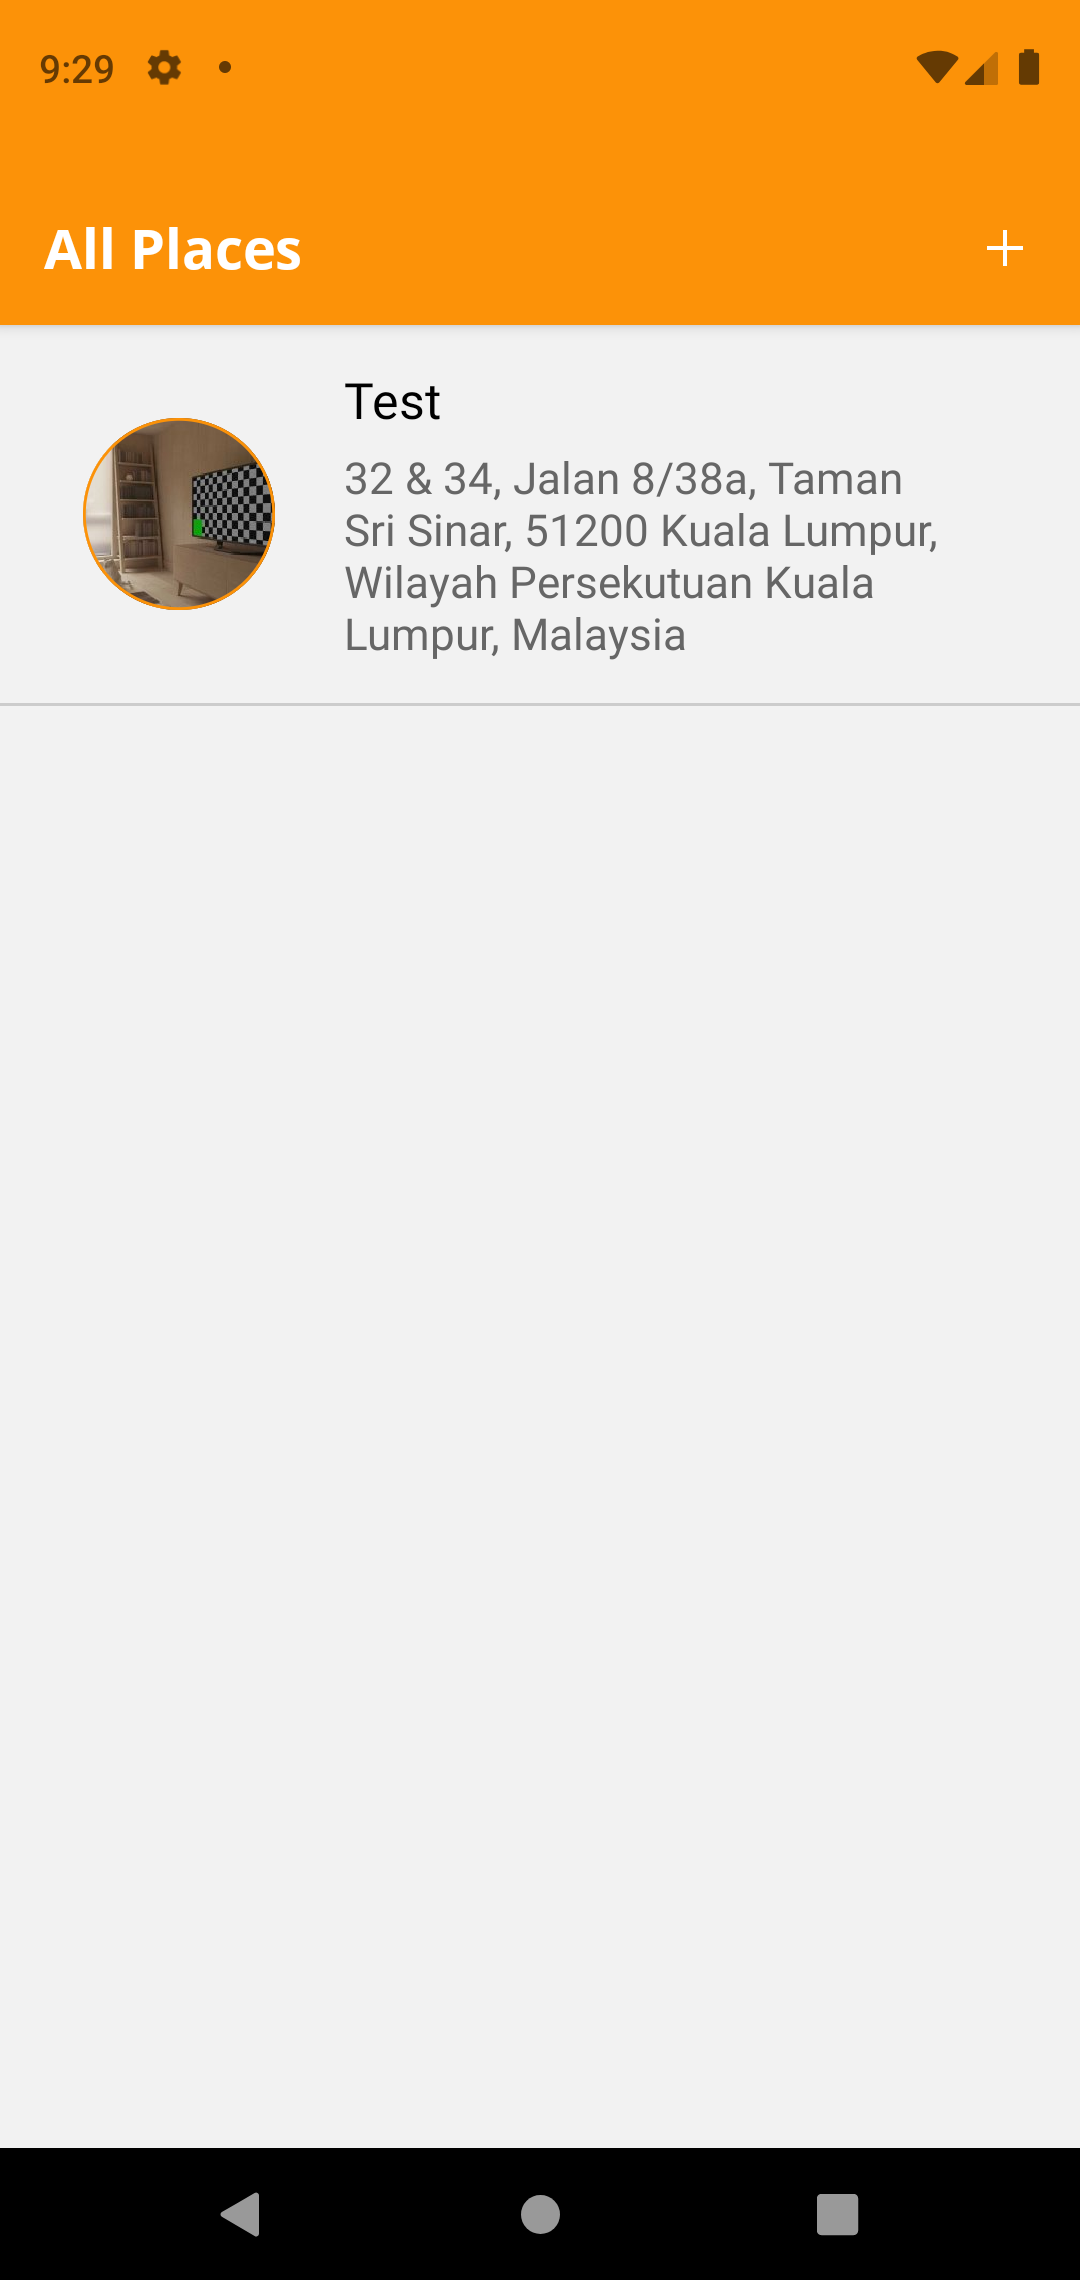 9:29
All Places
Test
32 & 34, Jalan 8/38a, Taman
Sri Sinar, 51200 Kuala Lumpur,
Wilayah Persekutuan Kuala
Lumpur, Malaysia